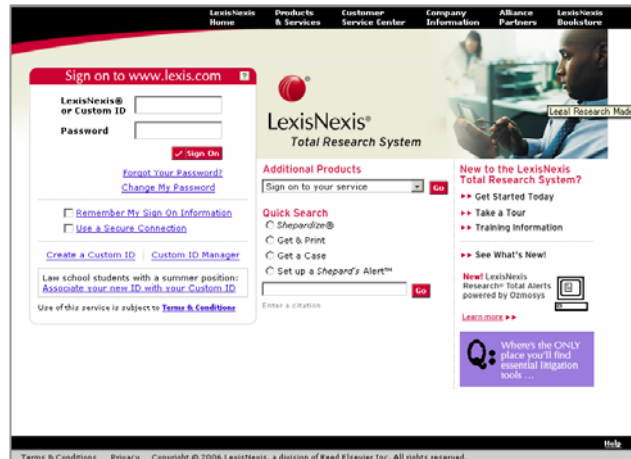 LexisNexis Home
Products & Services
Customer Service Center
Company Information
Alliance Partners
LexisNexis Bookstore
Sign on to www.lexis.com ?
LexisNexis®
or Custom ID
Password
Sign On
Forgot Your Password?
Change My Password
Remember My Sign On Information
Use a Secure Connection
Create a Custom ID
Custom ID Manager
Law school students with a summer position:
Associate your new ID with your Custom ID
Use of this service is subject to Terms & Conditions
LexisNexis®
Total Research System
Legal Research Made
Additional Products
Sign on to your service
Go
Quick Search
Shepardize®
Get & Print
Get a Case
Set up a Shepard's Alert™
Go
Enter a citation
New to the LexisNexis
Total Research System?
Get Started Today
Take a Tour
Training Information
See What's New!
New! LexisNexis
Research® Total Alerts
powered by Ozmosys
Learn more
Q: Where's the ONLY
place you'll find
essential litigation
tools ...
Help
Terms & Conditions Privacy Copyright © 2006 LexisNexis, a division of Reed Elsevier Inc. All rights reserved.